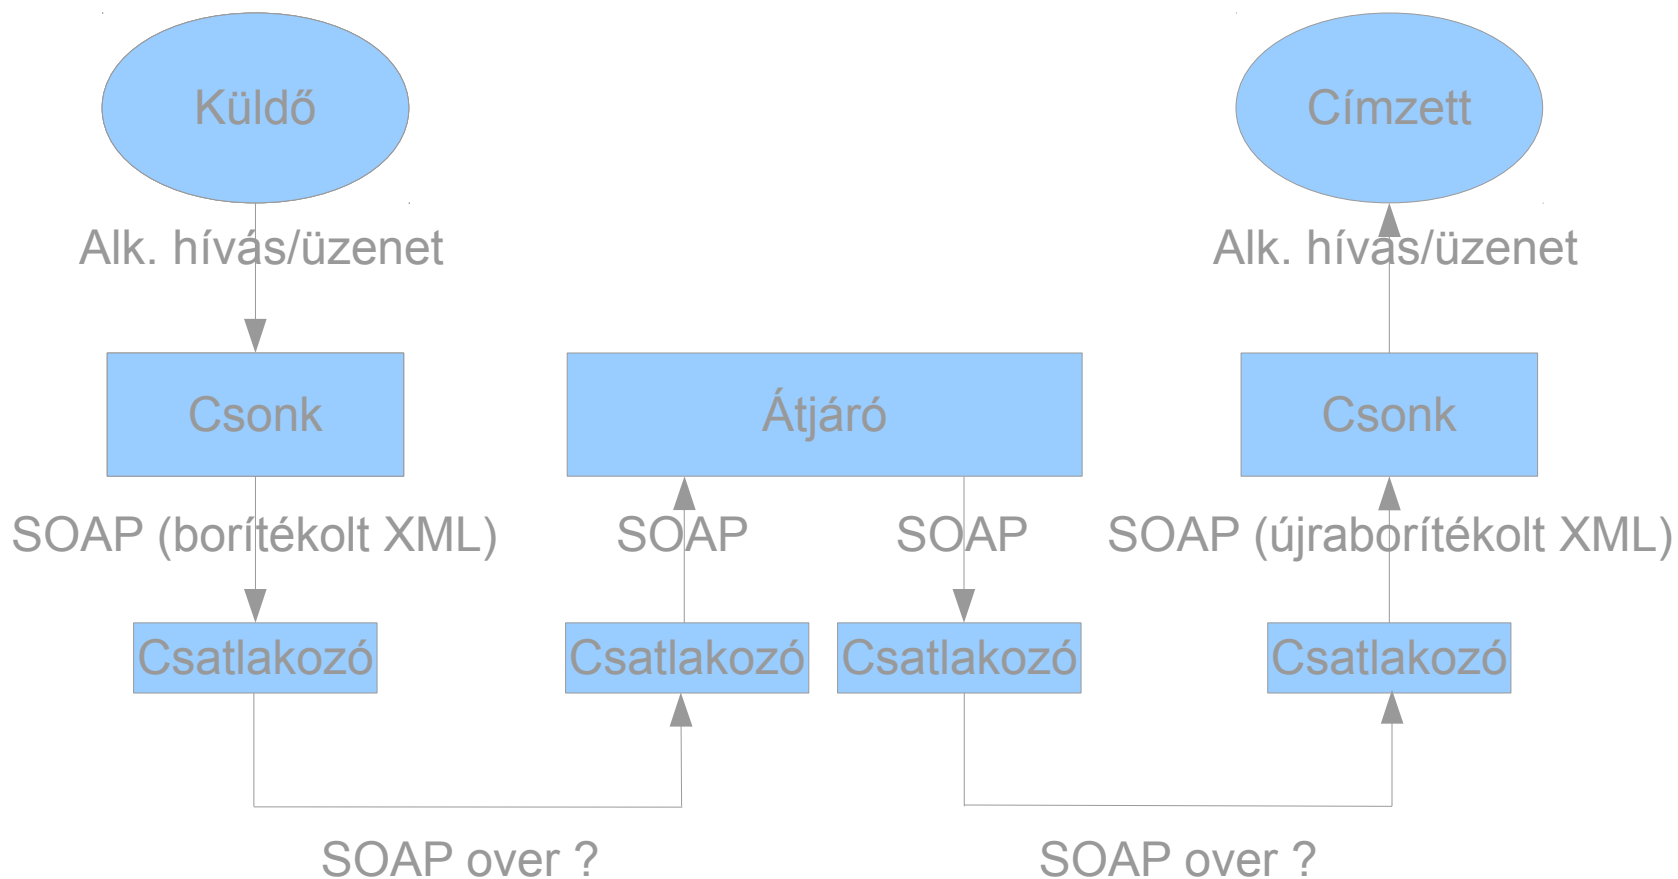 Küldő
Címzett
Alk. hívás/üzenet
Alk. hívás/üzenet
Csonk
Átjáró
Csonk
SOAP (borítékolt XML)
SOAP
SOAP
SOAP (újraborítékolt XML)
Csatlakozó
Csatlakozó
Csatlakozó
Csatlakozó
SOAP over ?
SOAP over ?